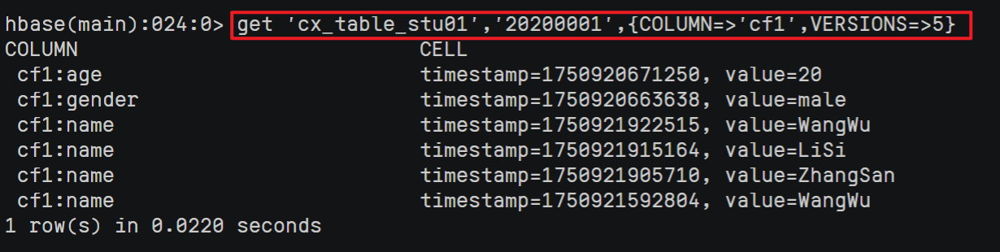 hbase(main):024:0> get 'cx_table_stu01','20200001',{COLUMN=>'cf1',VERSIONS=>5}
COLUMN CELL
cf1:age timestamp=1750920671250, value=20
cf1:gender timestamp=1750920663638, value=male
cf1:name timestamp=1750921922515, value=WangWu
cf1:name timestamp=1750921915164, value=LiSi
cf1:name timestamp=1750921905710, value=ZhangSan
cf1:name timestamp=1750921592804, value=WangWu
1 row(s) in 0.0220 seconds